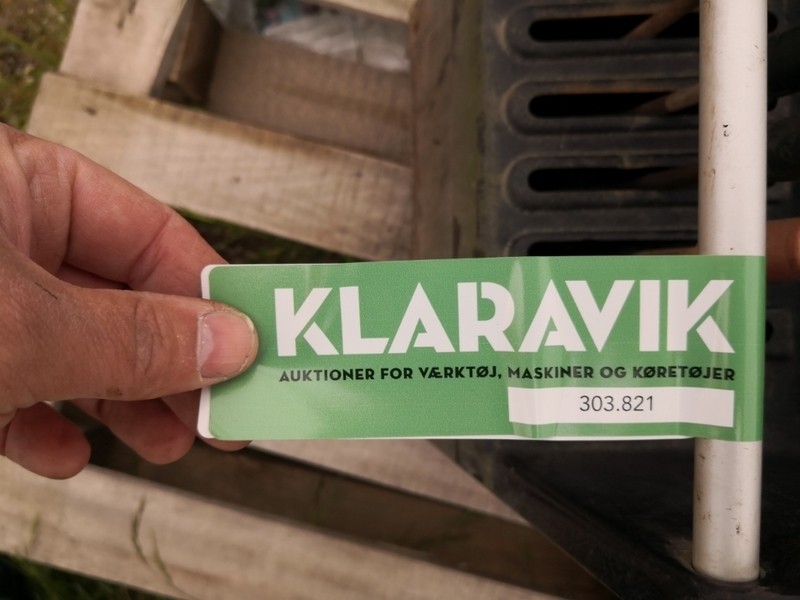 KLARAVIK
AUKTIONER FOR VÆRKTØJ, MASKINER OG KØRETØJER
303.821